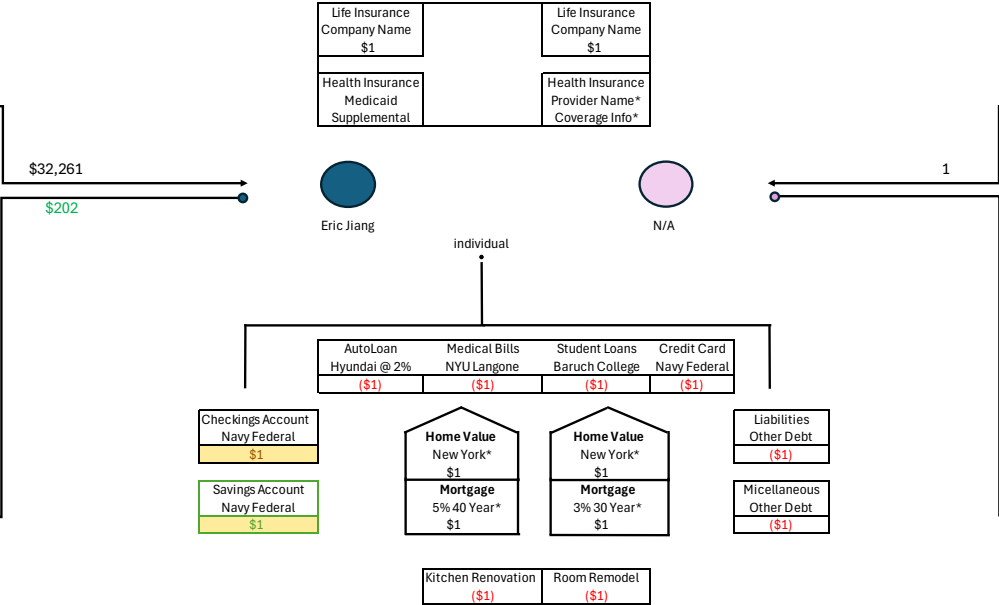 Life Insurance
Company Name
$1
Life Insurance
Company Name
$1
Health Insurance
Medicaid
Supplemental
Health Insurance
Provider Name*
Coverage Info*
$32,261
$202
1
Eric Jiang
N/A
individual
AutoLoan
Hyundai @ 2%
($1)
Medical Bills
NYU Langone
($1)
Student Loans
Baruch College
($1)
Credit Card
Navy Federal
($1)
Checkings Account
Navy Federal
$1
Savings Account
Navy Federal
$1
Home Value
New York*
$1
Mortgage
5% 40 Year*
$1
Home Value
New York*
$1
Mortgage
3% 30 Year*
$1
Liabilities
Other Debt
($1)
Micellaneous
Other Debt
($1)
Kitchen Renovation
($1)
Room Remodel
($1)